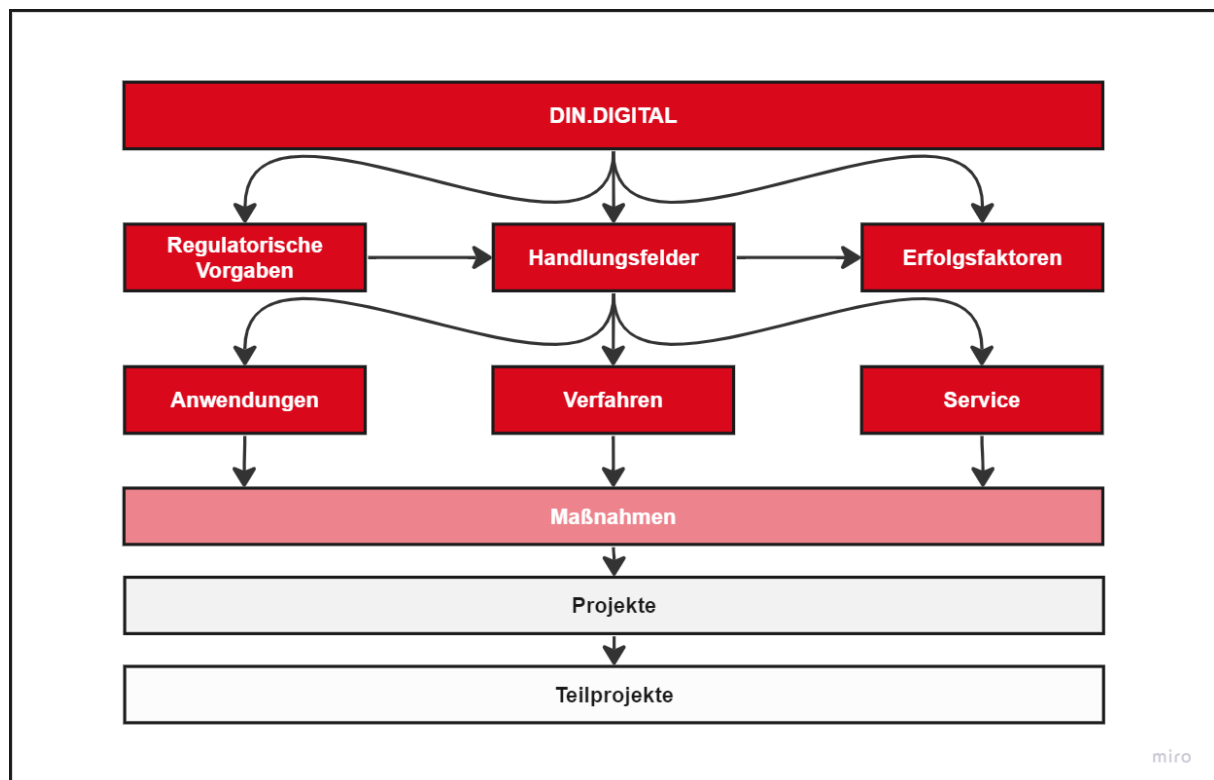 DIN.DIGITAL
Regulatorische
Vorgaben
Handlungsfelder
Erfolgsfaktoren
Anwendungen
Verfahren
Service
Maßnahmen
Projekte
Teilprojekte
miro